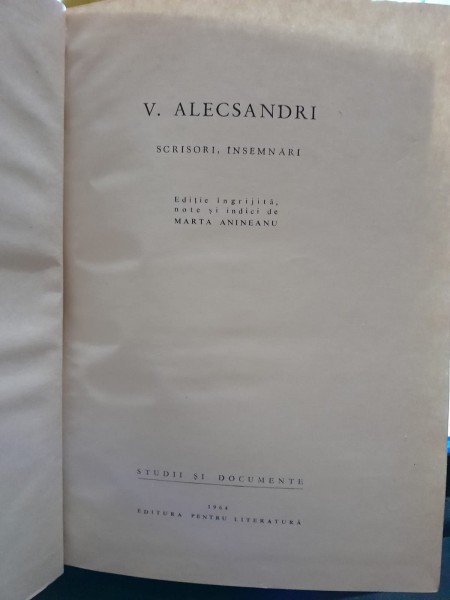 V. ALECSANDRI
SCRISORI, ÎNSEMNĂRI
Ediție îngrijită,
note și indici de
MARTA ANINEANU
STUDII ȘI DOCUMENTE
1964
EDITURA PENTRU LITERATURĂ